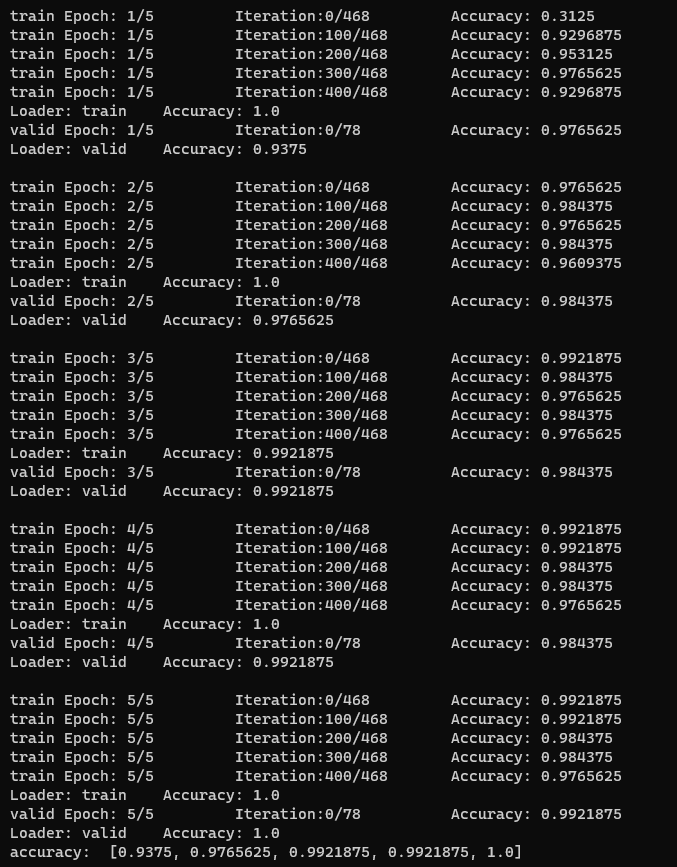 train Epoch: 1/5 Iteration:0/468 Accuracy: 0.3125
train Epoch: 1/5 Iteration:100/468 Accuracy: 0.9296875
train Epoch: 1/5 Iteration:200/468 Accuracy: 0.953125
train Epoch: 1/5 Iteration:300/468 Accuracy: 0.9765625
train Epoch: 1/5 Iteration:400/468 Accuracy: 0.9296875
Loader: train Accuracy: 1.0
valid Epoch: 1/5 Iteration:0/78 Accuracy: 0.9765625
Loader: valid Accuracy: 0.9375
train Epoch: 2/5 Iteration:0/468 Accuracy: 0.9765625
train Epoch: 2/5 Iteration:100/468 Accuracy: 0.984375
train Epoch: 2/5 Iteration:200/468 Accuracy: 0.9765625
train Epoch: 2/5 Iteration:300/468 Accuracy: 0.984375
train Epoch: 2/5 Iteration:400/468 Accuracy: 0.9609375
Loader: train Accuracy: 1.0
valid Epoch: 2/5 Iteration:0/78 Accuracy: 0.984375
Loader: valid Accuracy: 0.9765625
train Epoch: 3/5 Iteration:0/468 Accuracy: 0.9921875
train Epoch: 3/5 Iteration:100/468 Accuracy: 0.984375
train Epoch: 3/5 Iteration:200/468 Accuracy: 0.9765625
train Epoch: 3/5 Iteration:300/468 Accuracy: 0.984375
train Epoch: 3/5 Iteration:400/468 Accuracy: 0.9765625
Loader: train Accuracy: 0.9921875
valid Epoch: 3/5 Iteration:0/78 Accuracy: 0.984375
Loader: valid Accuracy: 0.9921875
train Epoch: 4/5 Iteration:0/468 Accuracy: 0.9921875
train Epoch: 4/5 Iteration:100/468 Accuracy: 0.9921875
train Epoch: 4/5 Iteration:200/468 Accuracy: 0.984375
train Epoch: 4/5 Iteration:300/468 Accuracy: 0.984375
train Epoch: 4/5 Iteration:400/468 Accuracy: 0.9765625
Loader: train Accuracy: 1.0
valid Epoch: 4/5 Iteration:0/78 Accuracy: 0.984375
Loader: valid Accuracy: 0.9921875
train Epoch: 5/5 Iteration:0/468 Accuracy: 0.9921875
train Epoch: 5/5 Iteration:100/468 Accuracy: 0.9921875
train Epoch: 5/5 Iteration:200/468 Accuracy: 0.984375
train Epoch: 5/5 Iteration:300/468 Accuracy: 0.984375
train Epoch: 5/5 Iteration:400/468 Accuracy: 0.9765625
Loader: train Accuracy: 1.0
valid Epoch: 5/5 Iteration:0/78 Accuracy: 0.9921875
Loader: valid Accuracy: 1.0
accuracy: [0.9375, 0.9765625, 0.9921875, 0.9921875, 1.0]